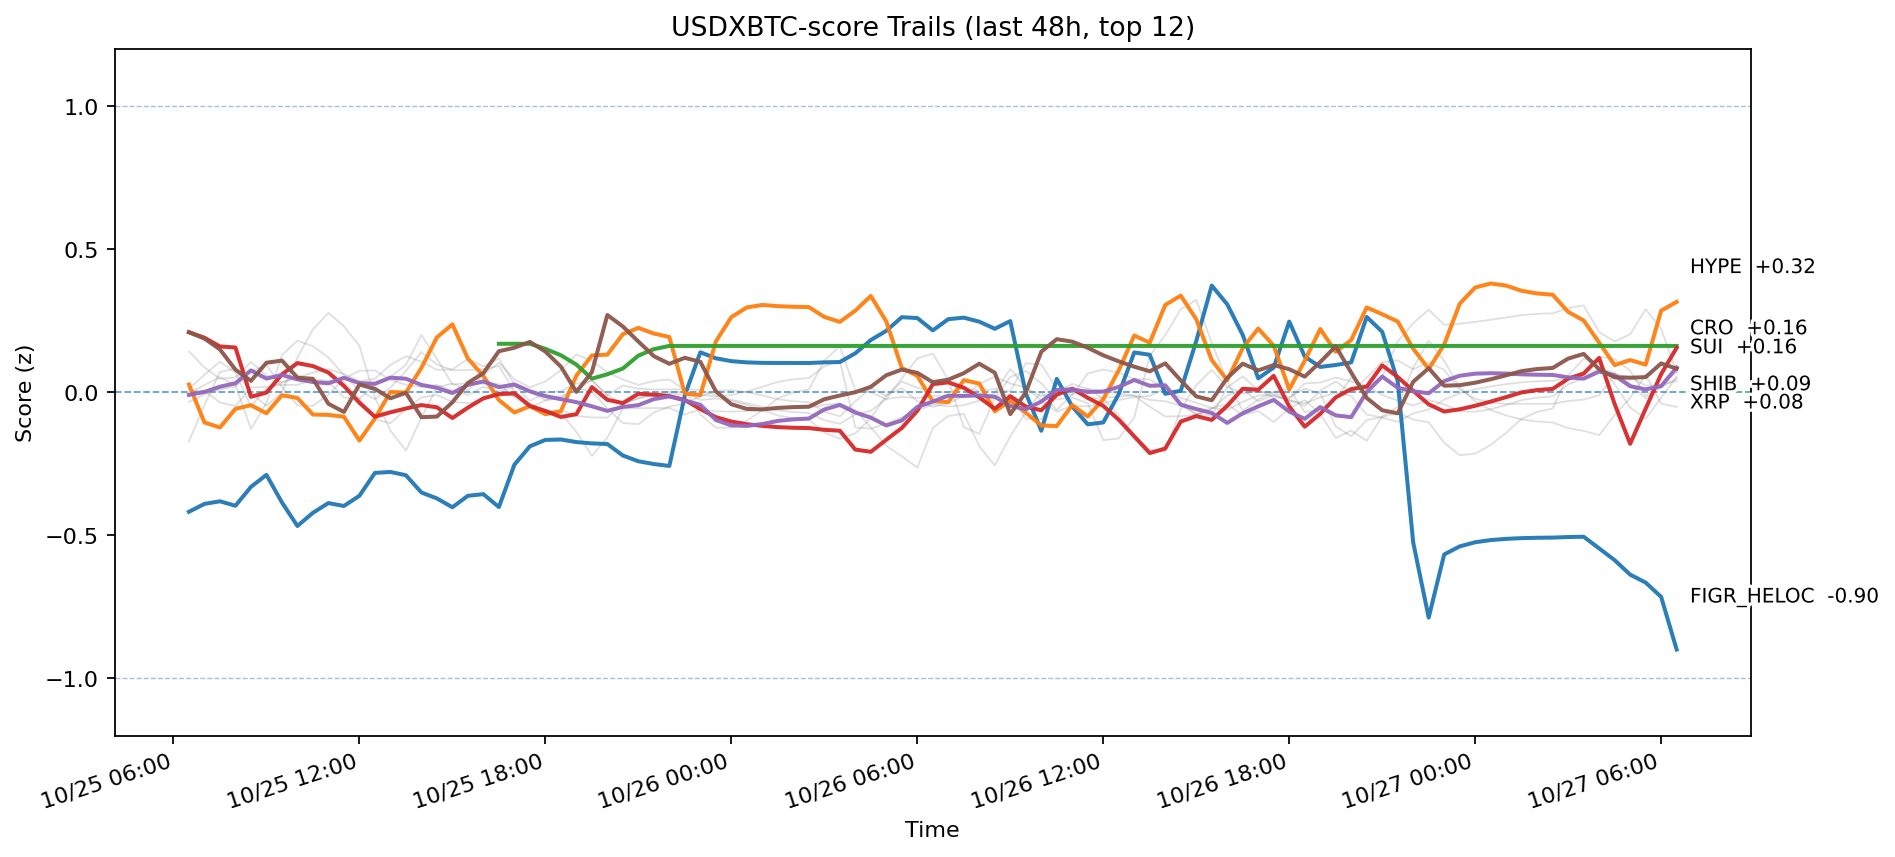 USDXBTC-score Trails (last 48h, top 12)
Score (z)
1.0
0.5
0.0
−0.5
−1.0
HYPE +0.32
CRO +0.16
SUI +0.16
SHIB +0.09
XRP +0.08
FIGR_HELOC -0.90
10/25 06:00
10/25 12:00
10/25 18:00
10/26 00:00
10/26 06:00
10/26 12:00
10/26 18:00
10/27 00:00
10/27 06:00
Time